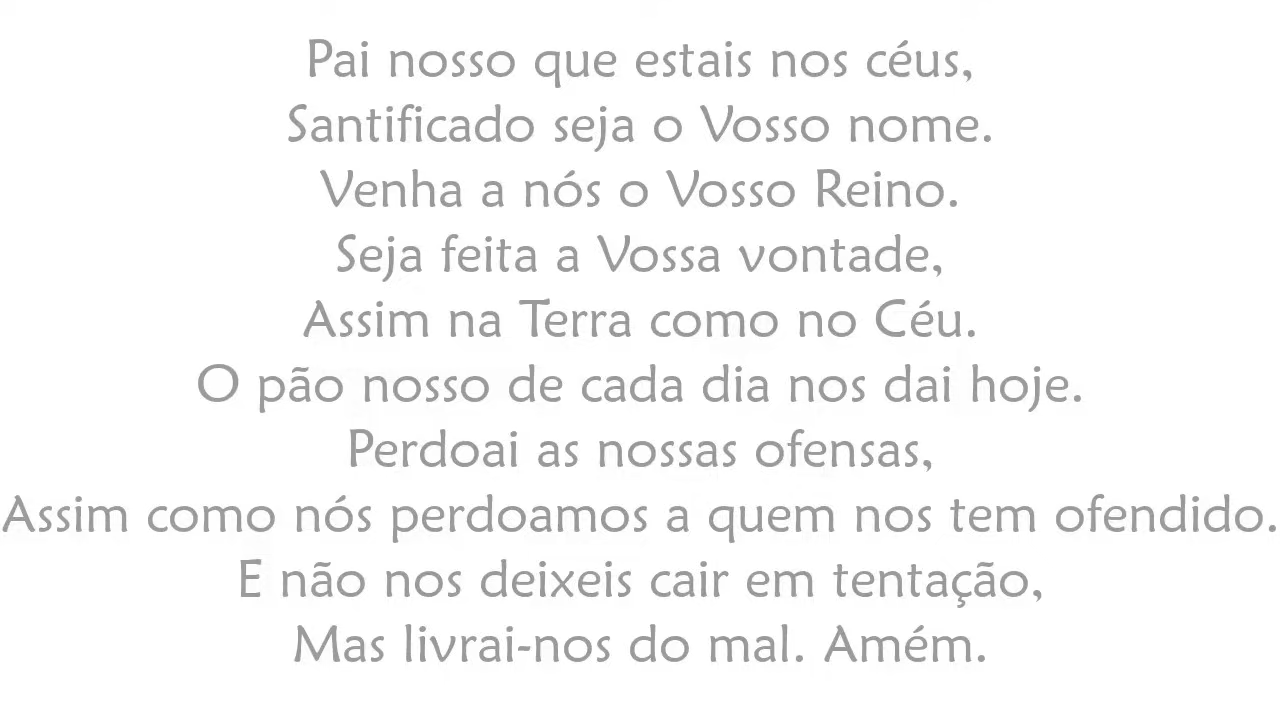 Pai nosso que estais nos céus,
Santificado seja o Vosso nome.
Venha a nós o Vosso Reino.
Seja feita a Vossa vontade,
Assim na Terra como no Céu.
O pão nosso de cada dia nos dai hoje.
Perdoai as nossas ofensas,
Assim como nós perdoamos a quem nos tem ofendido.
E não nos deixeis cair em tentação,
Mas livrai-nos do mal. Amém.